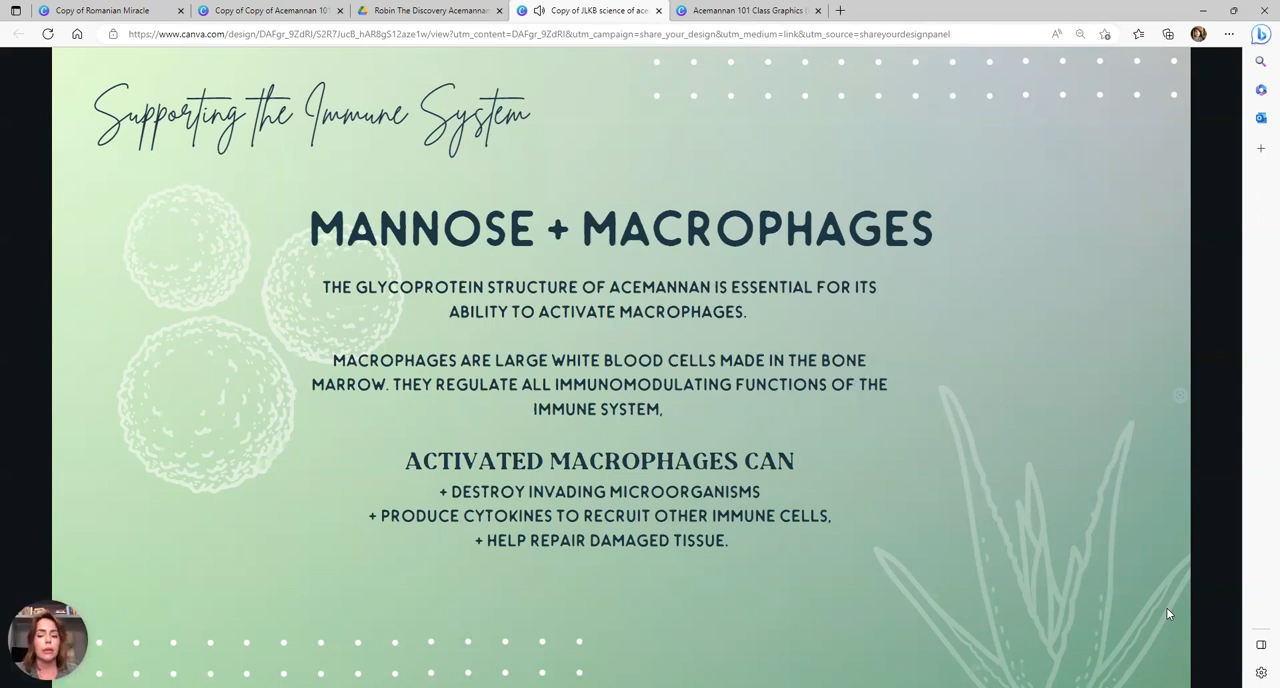 Copy of Romanian Miracle
Copy of Copy of Acemannan 101
Robin The Discovery Acemannan
Copy of JLKB science of ace
Acemannan 101 Class Graphics (
https://www.canva.com/design/DAFgr_9ZdRI/S2R7JucB_hAR8gS12aze1w/view?utm_content=DAFgr_9ZdRI&utm_campaign=share_your_design&utm_medium=link&utm_source=shareyourdesignpanel
Supporting the Immune System
MANNOSE + MACROPHAGES
THE GLYCOPROTEIN STRUCTURE OF ACEMANNAN IS ESSENTIAL FOR ITS
ABILITY TO ACTIVATE MACROPHAGES.
MACROPHAGES ARE LARGE WHITE BLOOD CELLS MADE IN THE BONE
MARROW. THEY REGULATE ALL IMMUNOMODULATING FUNCTIONS OF THE
IMMUNE SYSTEM,
ACTIVATED MACROPHAGES CAN
+ DESTROY INVADING MICROORGANISMS
+ PRODUCE CYTOKINES TO RECRUIT OTHER IMMUNE CELLS,
+ HELP REPAIR DAMAGED TISSUE.